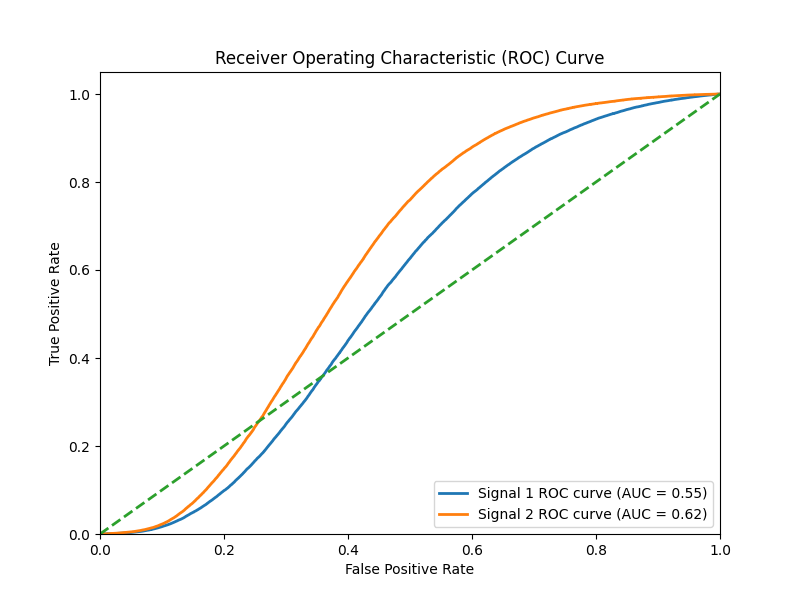 Receiver Operating Characteristic (ROC) Curve
True Positive Rate
1.0
0.8
0.6
0.4
0.2
0.0
Signal 1 ROC curve (AUC = 0.55)
Signal 2 ROC curve (AUC = 0.62)
0.0 0.2 0.4 0.6 0.8 1.0
False Positive Rate